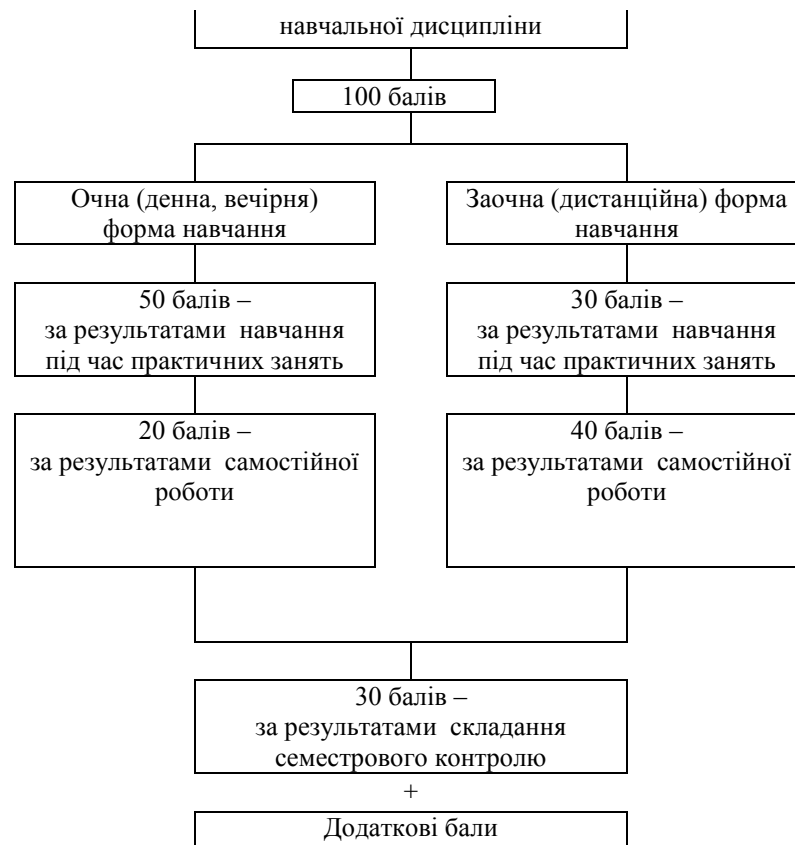 навчальної дисципліни
100 балів
Очна (денна, вечірня)
форма навчання
Заочна (дистанційна) форма
навчання
50 балів –
за результатами навчання
під час практичних занять
30 балів –
за результатами навчання
під час практичних занять
20 балів –
за результатами самостійної
роботи
40 балів –
за результатами самостійної
роботи
30 балів –
за результатами складання
семестрового контролю
+
Додаткові бали